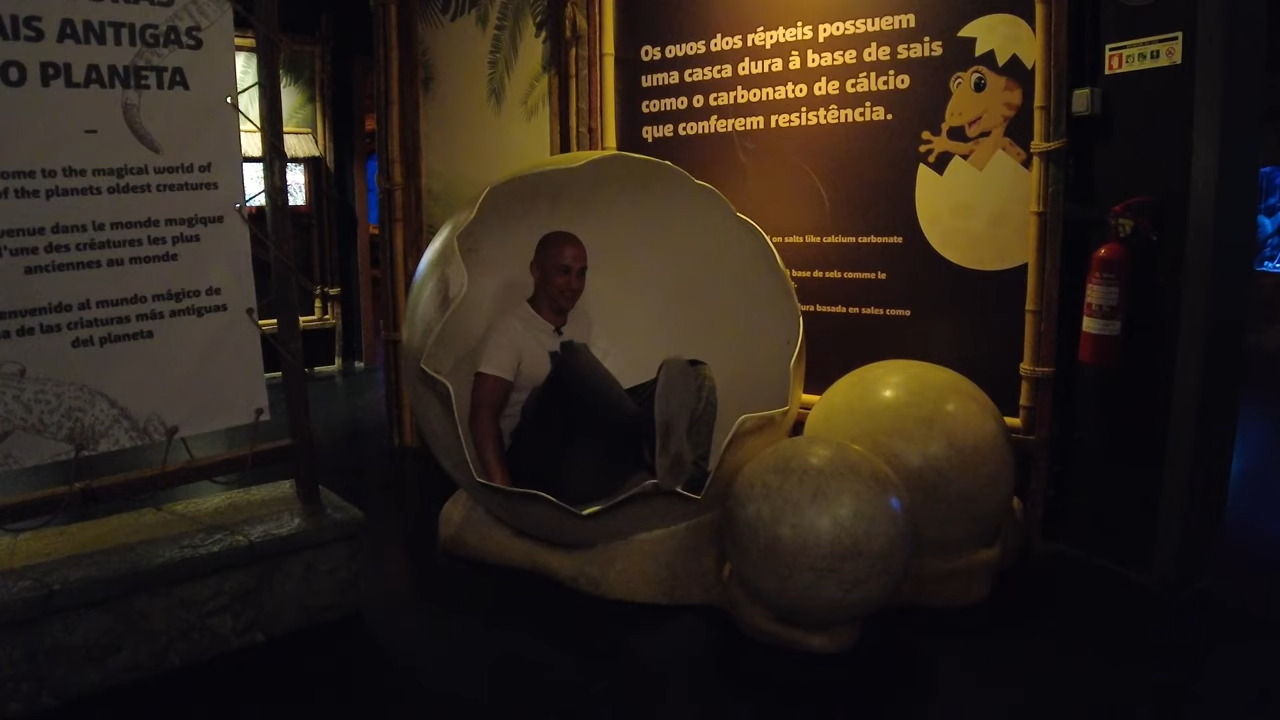 AIS ANTIGAS
O PLANETA
ome to the magical world of
of the planets oldest creatures
venue dans le monde magique
l'une des créatures les plus
anciennes au monde
envenido al mundo mágico de
a de las criaturas más antiguas
del planeta
Os ovos dos répteis possuem
uma casca dura à base de sais
como o carbonato de cálcio
que conferem resistência.
on salts like calcium carbonate
base de sels comme le
dura basada en sales como